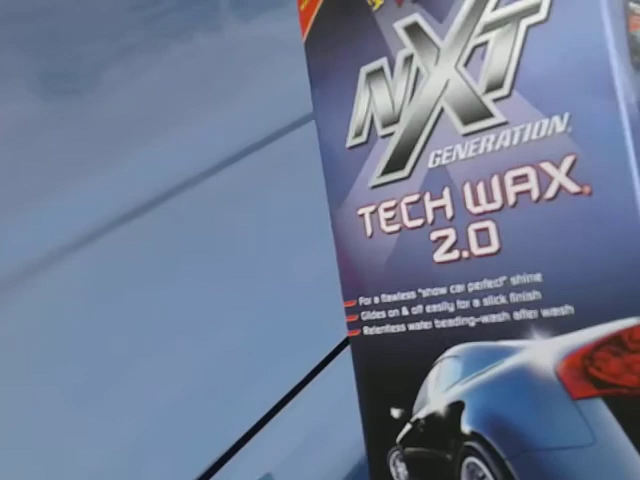 NXT
GENERATION.
TECH WAX.
2.0
For a flawless "show car perfect" shine
Glides on & off easily for a slick finish
Relentless water beading-wash after wash